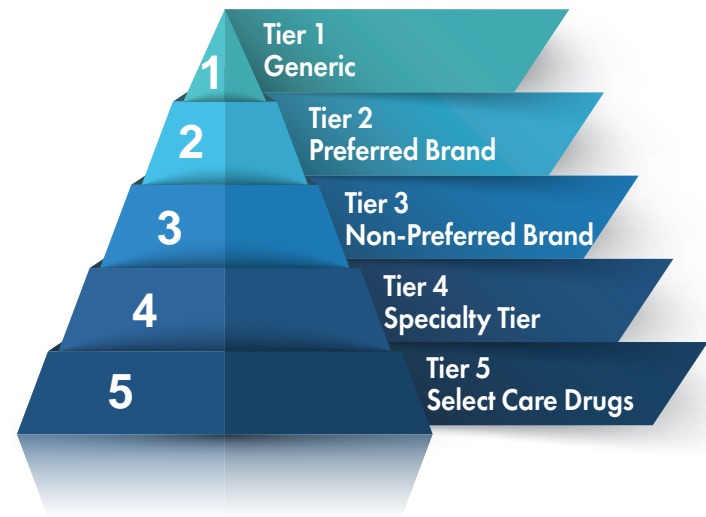 1
Tier 1
Generic
2
Tier 2
Preferred Brand
3
Tier 3
Non-Preferred Brand
4
Tier 4
Specialty Tier
5
Tier 5
Select Care Drugs